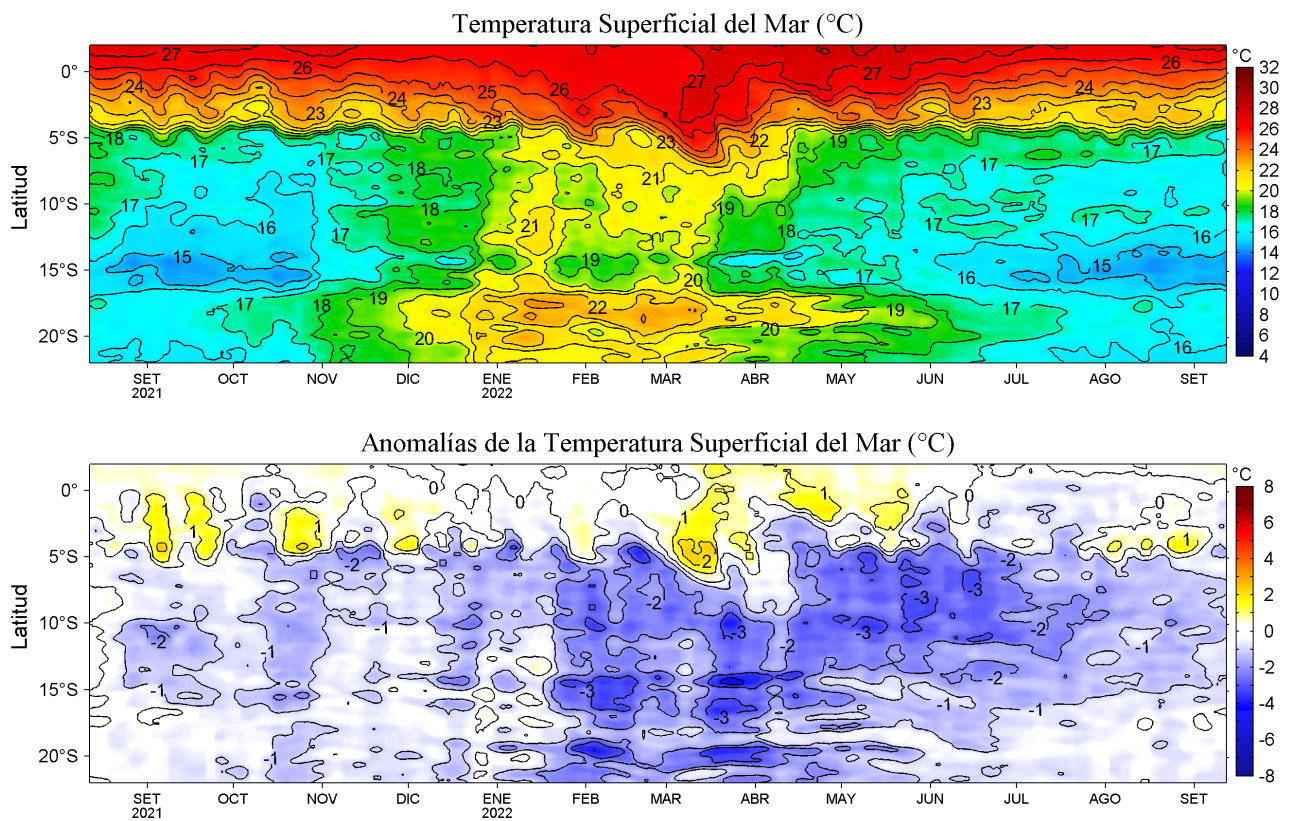 Temperatura Superficial del Mar (°C)
27 27 26 27 27 26
24 24 25 26 24
23 23 23
18 17 17 18 23 22 19 17 17
21
17 16 18 19 17 16
17 21 18
15 19 17 16 15
20
17 18 19 22 19 17
20 20 16
0°
5°S
10°S
15°S
20°S
Latitud
SET OCT NOV DIC ENE FEB MAR ABR MAY JUN JUL AGO SET
2021 2022
°C
32
30
28
26
24
22
20
18
16
14
12
10
8
6
4
Anomalías de la Temperatura Superficial del Mar (°C)
0 0 0 1 0 0
1 1 1 1 1
-2 2 -2
-2 -3 -3
-2 -1 -3 -3 -2
-1 -2 -1
-1 -3 -2
-3 -1 -1
-1
0°
5°S
10°S
15°S
20°S
Latitud
SET OCT NOV DIC ENE FEB MAR ABR MAY JUN JUL AGO SET
2021 2022
°C
8
6
4
2
0
-2
-4
-6
-8